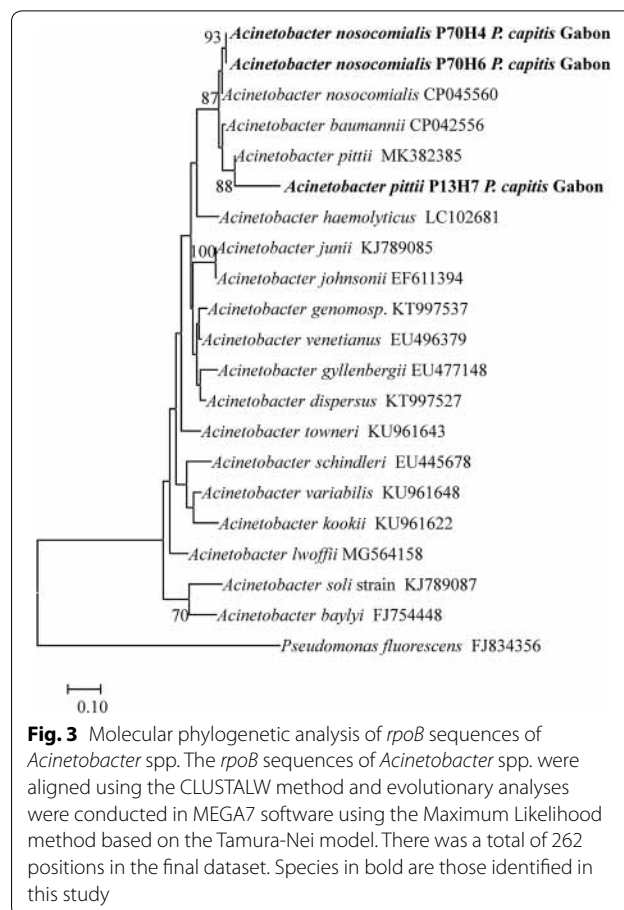 93 Acinetobacter nosocomialis P70H4 P. capitis Gabon
Acinetobacter nosocomialis P70H6 P. capitis Gabon
87 Acinetobacter nosocomialis CP045560
Acinetobacter baumannii CP042556
Acinetobacter pittii MK382385
88 Acinetobacter pittii P13H7 P. capitis Gabon
Acinetobacter haemolyticus LC102681
100 Acinetobacter junii KJ789085
Acinetobacter johnsonii EF611394
Acinetobacter genomosp. KT997537
Acinetobacter venetianus EU496379
Acinetobacter gyllenbergii EU477148
Acinetobacter dispersus KT997527
Acinetobacter towneri KU961643
Acinetobacter schindleri EU445678
Acinetobacter variabilis KU961648
Acinetobacter kookii KU961622
Acinetobacter lwoffii MG564158
Acinetobacter soli strain KJ789087
70 Acinetobacter baylyi FJ754448
Pseudomonas fluorescens FJ834356
0.10
Fig. 3 Molecular phylogenetic analysis of rpoB sequences of
Acinetobacter spp. The rpoB sequences of Acinetobacter spp. were
aligned using the CLUSTALW method and evolutionary analyses
were conducted in MEGA7 software using the Maximum Likelihood
method based on the Tamura-Nei model. There was a total of 262
positions in the final dataset. Species in bold are those identified in
this study